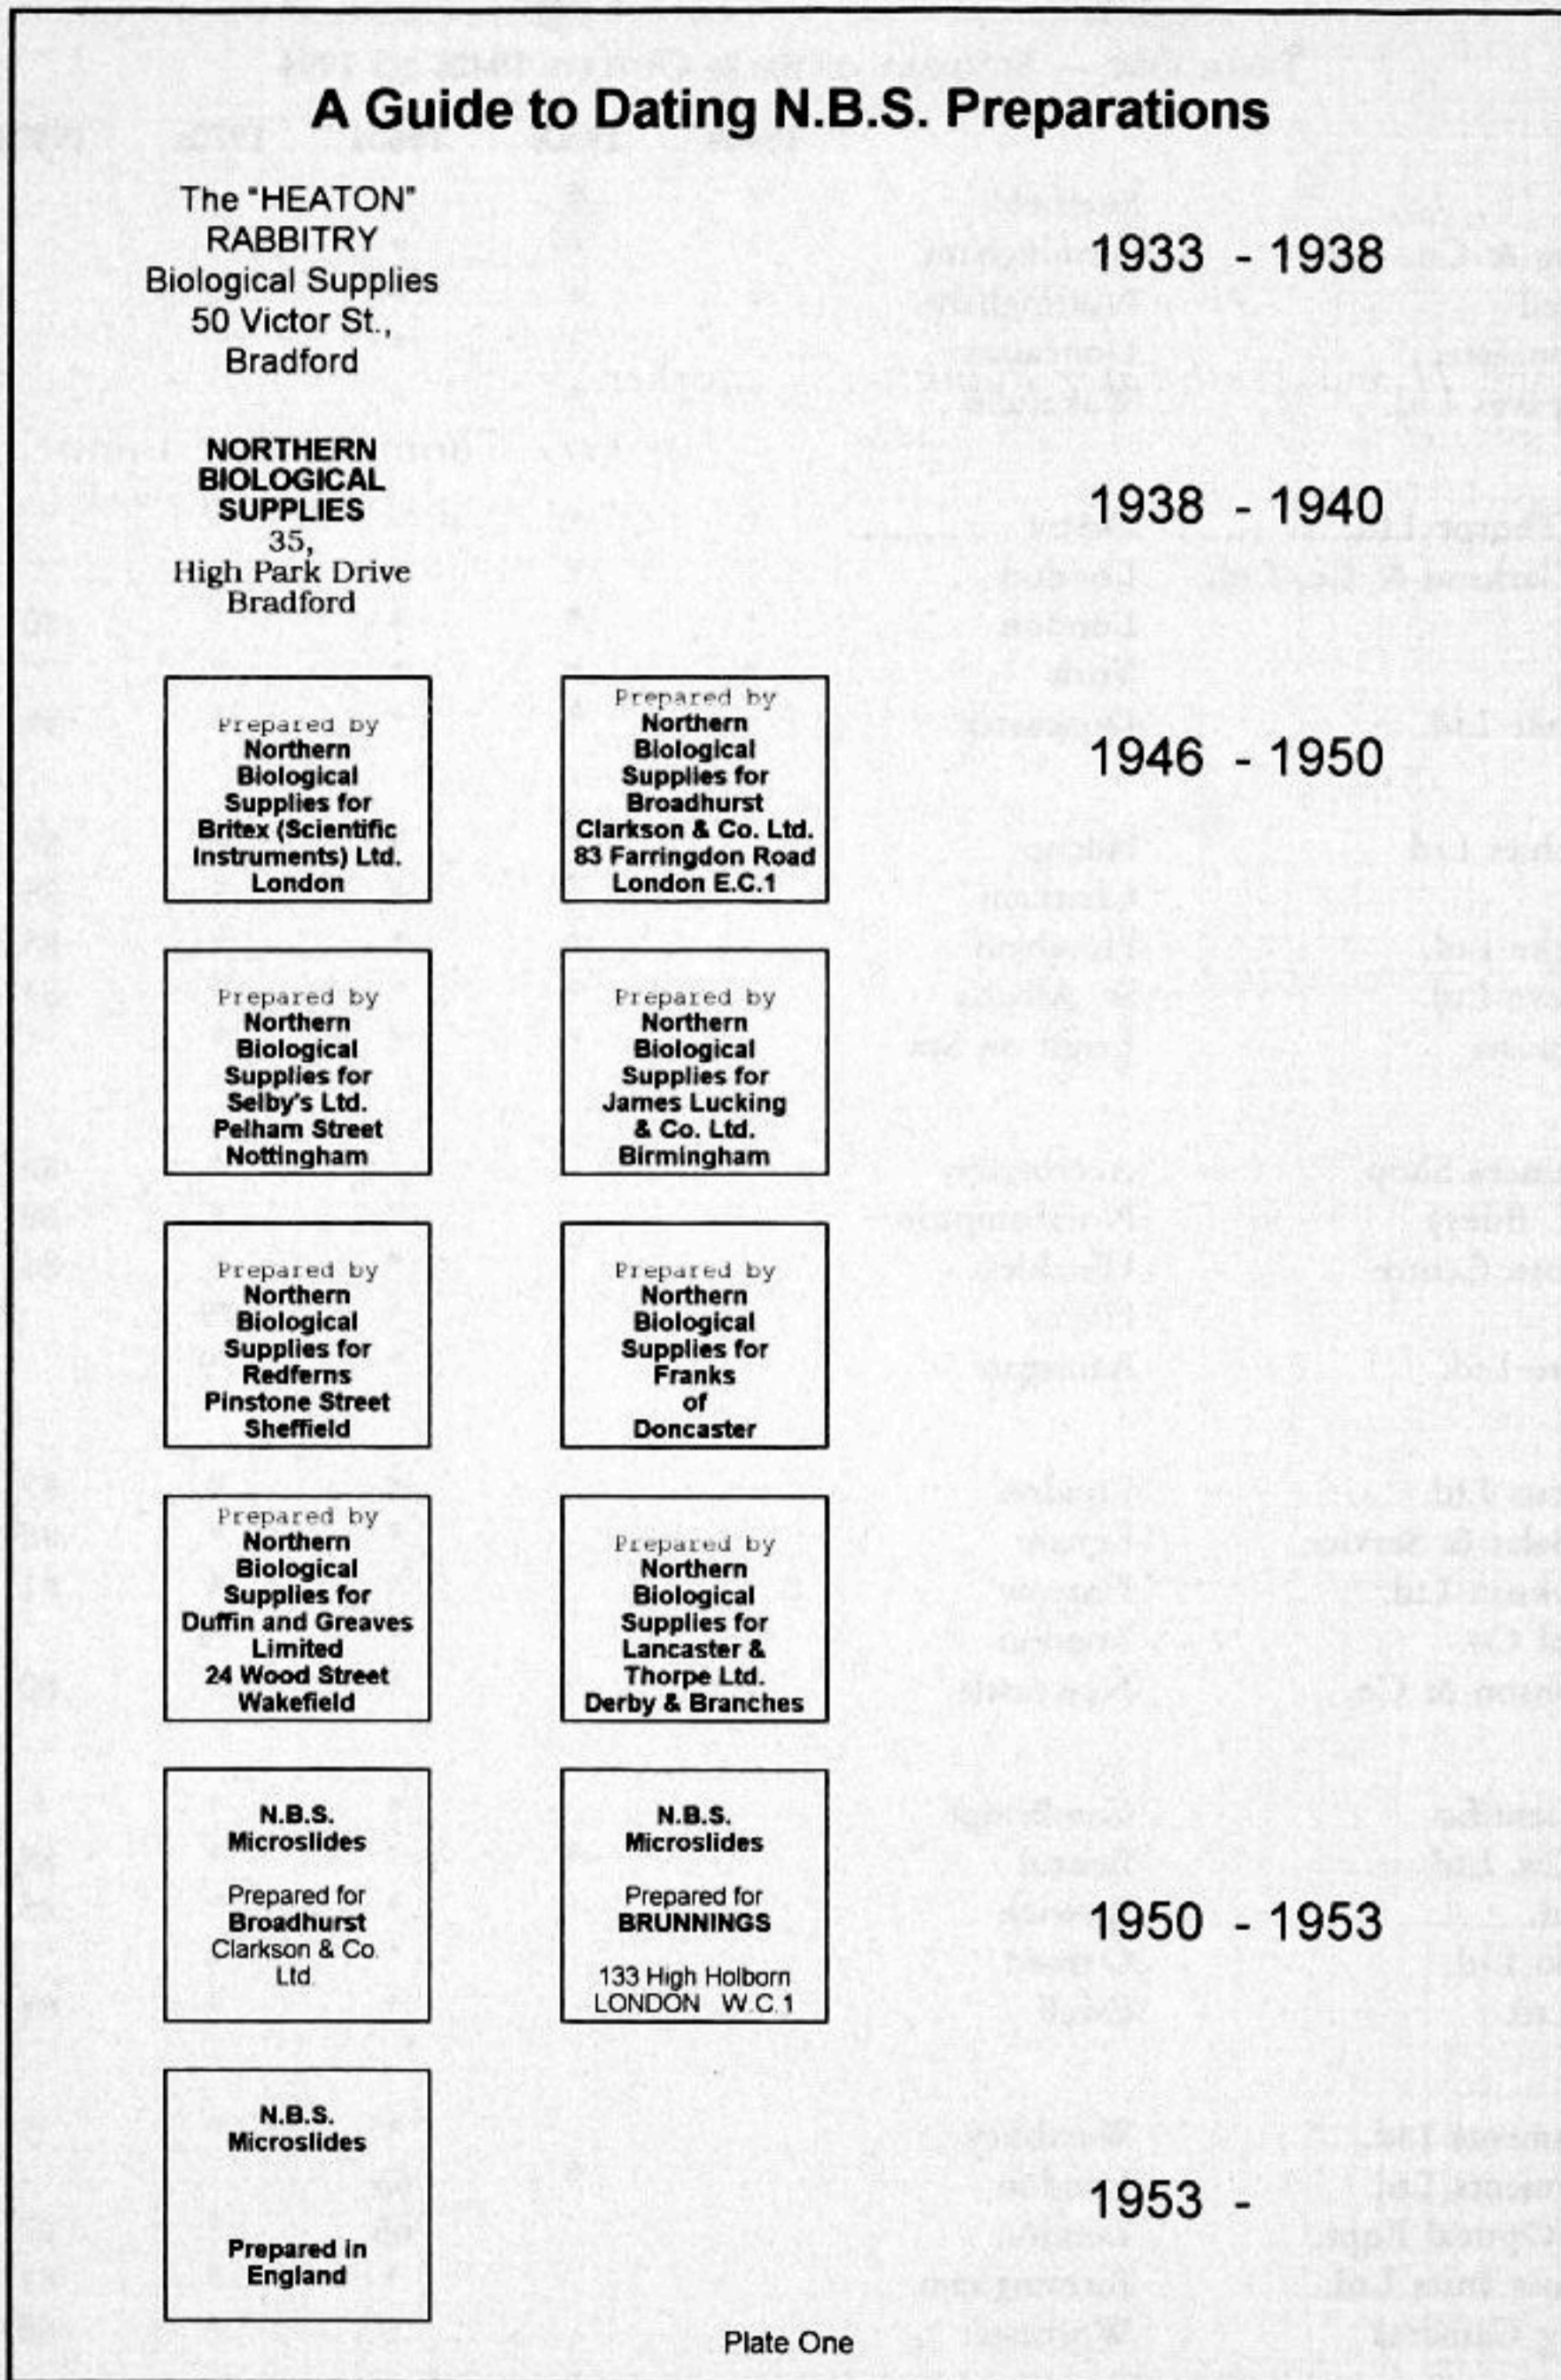 A Guide to Dating N.B.S. Preparations
The "HEATON"
RABBITRY
Biological Supplies
50 Victor St.,
Bradford
1933 - 1938
NORTHERN
BIOLOGICAL
SUPPLIES
35,
High Park Drive
Bradford
1938 - 1940
Prepared by
Northern
Biological
Supplies for
Britex (Scientific
Instruments) Ltd.
London
Prepared by
Northern
Biological
Supplies for
Broadhurst
Clarkson & Co. Ltd.
83 Farringdon Road
London E.C.1
1946 - 1950
Prepared by
Northern
Biological
Supplies for
Selby's Ltd.
Pelham Street
Nottingham
Prepared by
Northern
Biological
Supplies for
James Lucking
& Co. Ltd.
Birmingham
Prepared by
Northern
Biological
Supplies for
Redferns
Pinstone Street
Sheffield
Prepared by
Northern
Biological
Supplies for
Franks
of
Doncaster
Prepared by
Northern
Biological
Supplies for
Duffin and Greaves
Limited
24 Wood Street
Wakefield
Prepared by
Northern
Biological
Supplies for
Lancaster &
Thorpe Ltd.
Derby & Branches
N.B.S.
Microslides
Prepared for
Broadhurst
Clarkson & Co.
Ltd.
N.B.S.
Microslides
Prepared for
BRUNNINGS
133 High Holborn
LONDON W.C.1
1950 - 1953
N.B.S.
Microslides
Prepared in
England
1953 -
Plate One